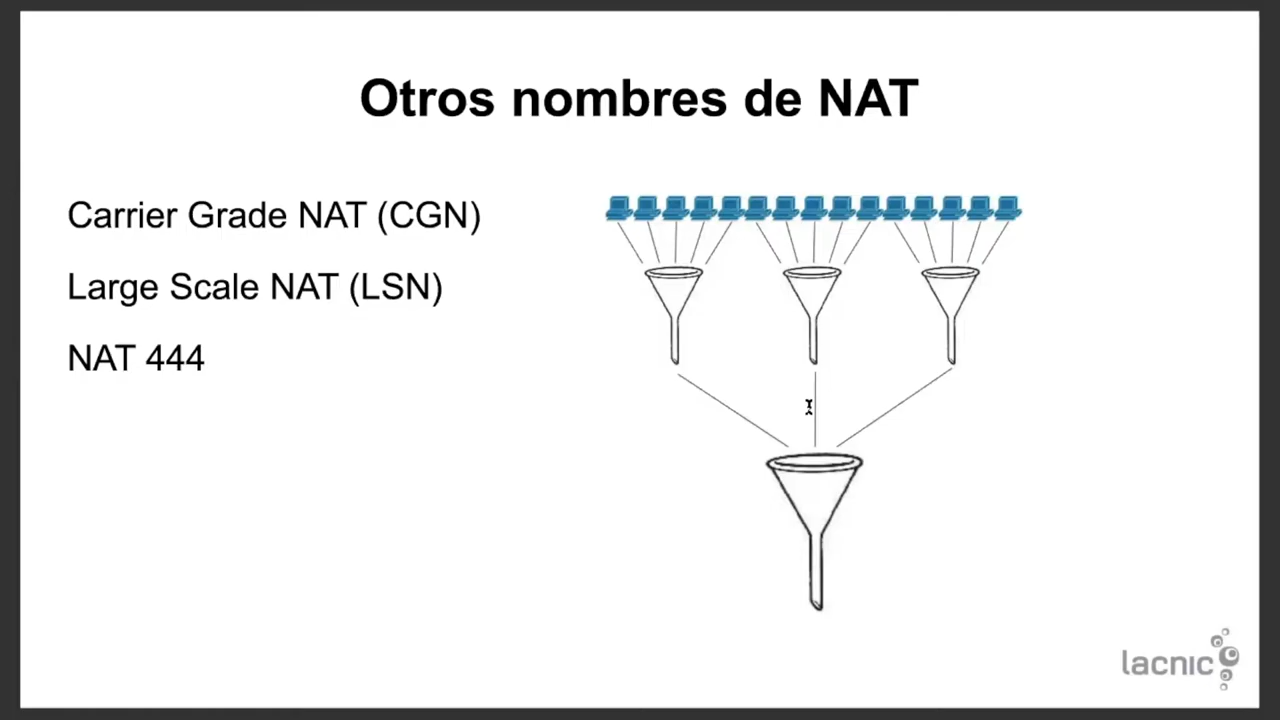 Otros nombres de NAT
Carrier Grade NAT (CGN)
Large Scale NAT (LSN)
NAT 444
lacnic